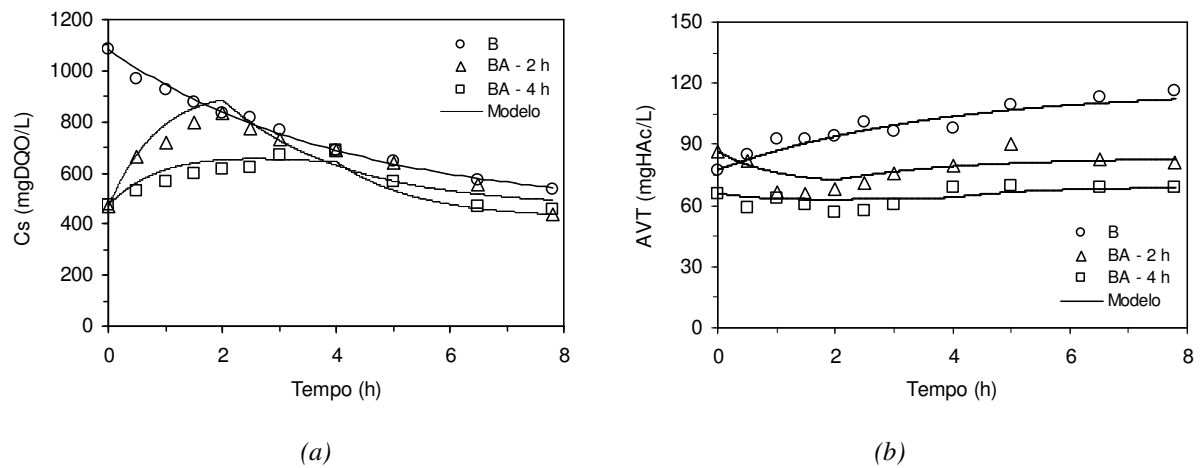 1200
1000
800
600
400
200
0
Cs (mgDQO/L)
B
BA - 2 h
BA - 4 h
Modelo
0 2 4 6 8
Tempo (h)
(a)
150
120
90
60
30
0
AVT (mgHAc/L)
B
BA - 2 h
BA - 4 h
Modelo
0 2 4 6 8
Tempo (h)
(b)